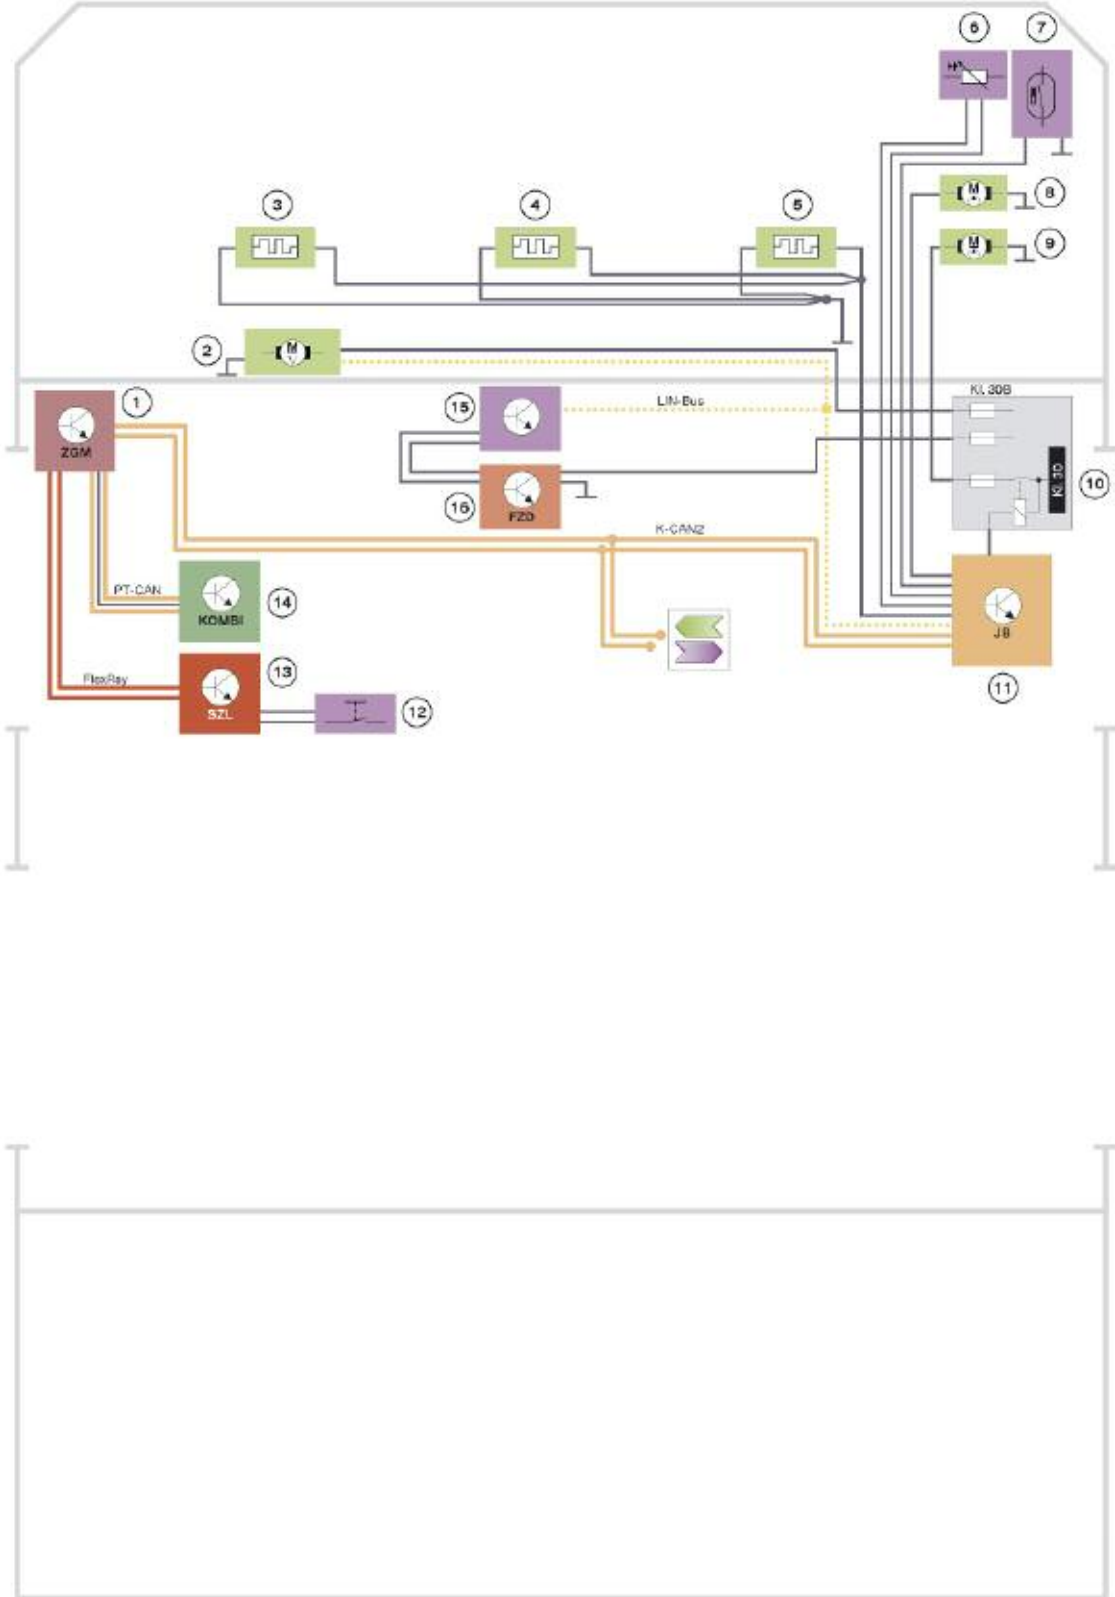 6
7
3
4
5
8
9
M
M
2
M
1
15
LIN-Bus
Kl. 30B
ZGM
Kl. 30
10
16
FZD
K-CAN2
PT-CAN
KOMBI
14
JB
FlexRay
13
SZL
12
11